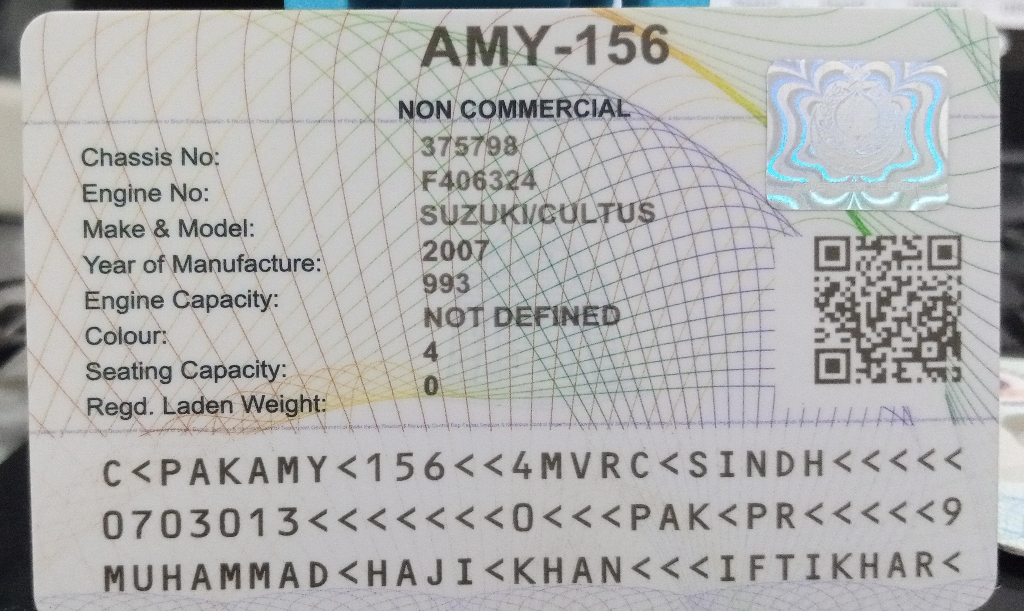 AMY-156
NON COMMERCIAL
Chassis No: 375798
Engine No: F406324
Make & Model: SUZUKI/CULTUS
Year of Manufacture: 2007
Engine Capacity: 993
Colour: NOT DEFINED
Seating Capacity: 4
Regd. Laden Weight: 0
C<PAKAMY<156<<4MVRC<SINDH<<<<<
0703013<<<<<<<0<<<PAK<PR<<<<<9
MUHAMMAD<HAJI<KHAN<<<IFTIKHAR<